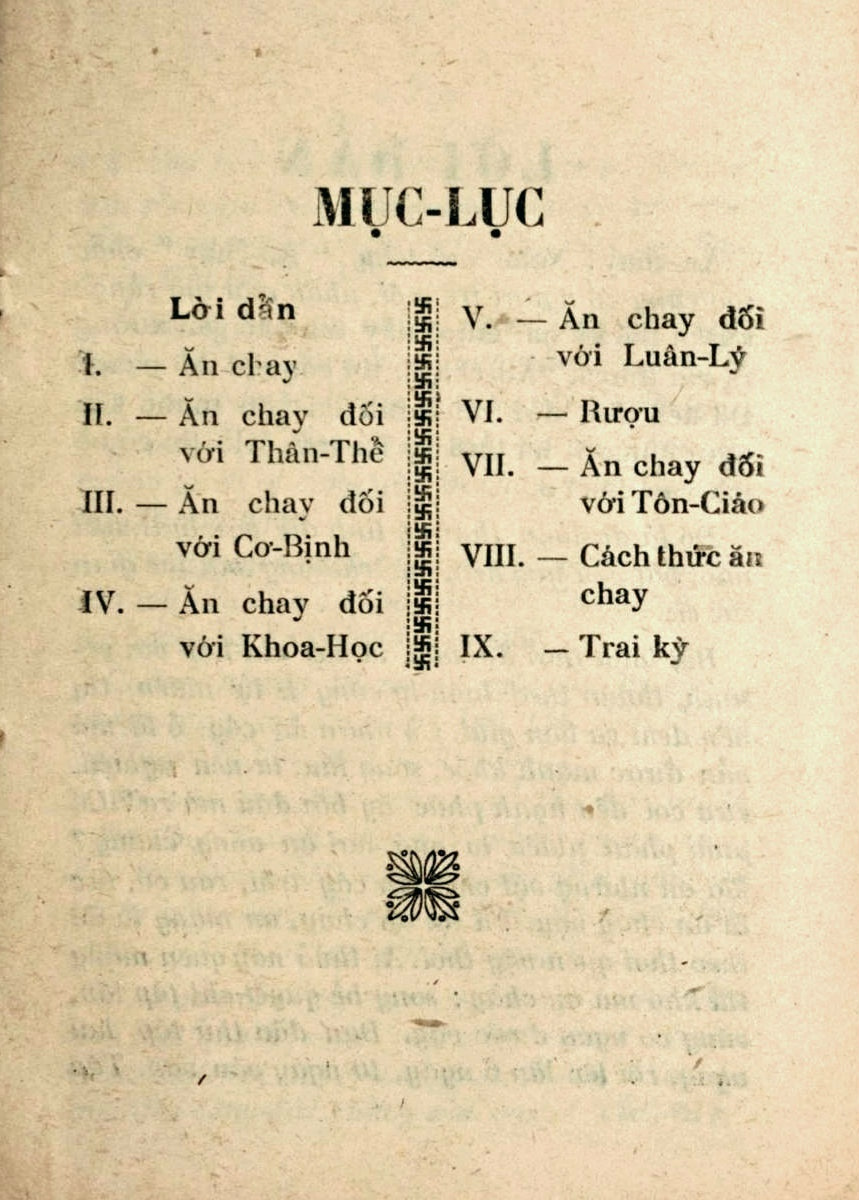 MỤC-LỤC
Lời dẫn
I. — Ăn chay
II. — Ăn chay đối
với Thân-Thể
III. — Ăn chay đối
với Cơ-Bịnh
IV. — Ăn chay đối
với Khoa-Học
V. — Ăn chay đối
với Luân-Lý
VI. — Rượu
VII. — Ăn chay đối
với Tôn-Giáo
VIII. — Cách thức ăn
chay
IX. — Trai kỳ